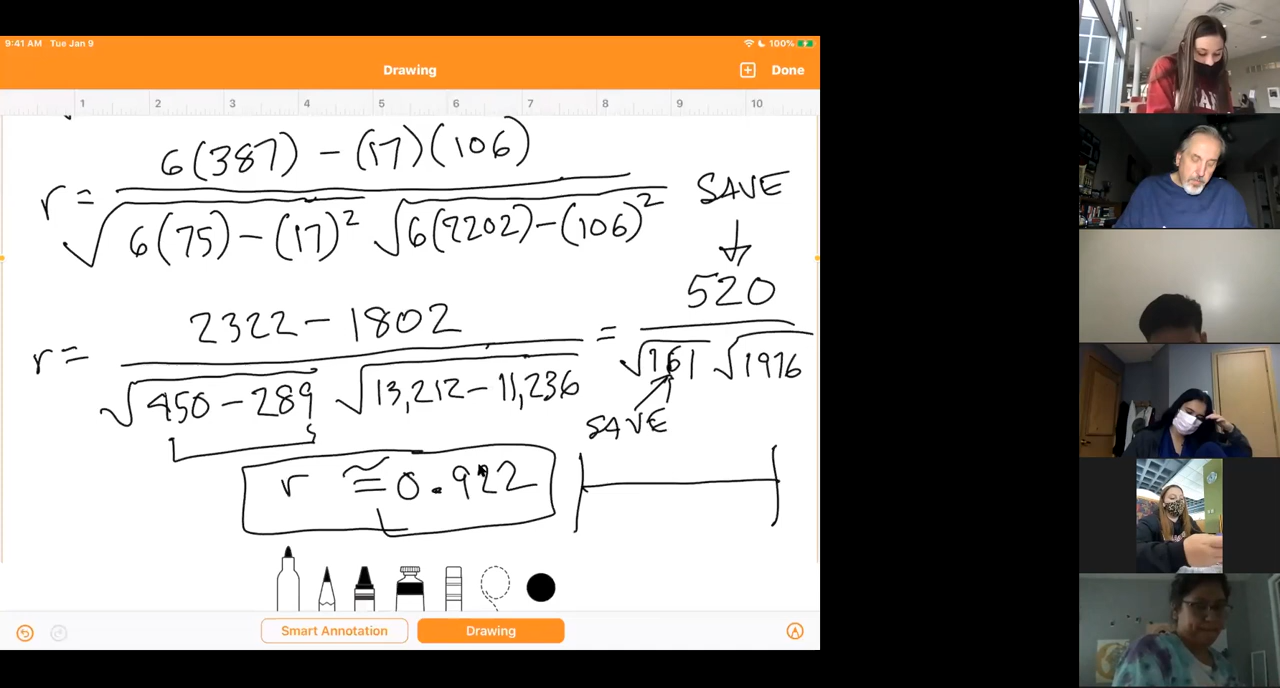 9:41 AM Tue Jan 9
100%
Drawing
Done
1 2 3 4 5 6 7 8 9 10
r = 6(387) - (17)(106) / √6(75) - (17)² √6(2202) - (106)²
SAVE
r = 2322 - 1802 / √450 - 289 √13,212 - 11,236 = 520 / √161 √1976
SAVE
r ≅ 0.922
Smart Annotation
Drawing